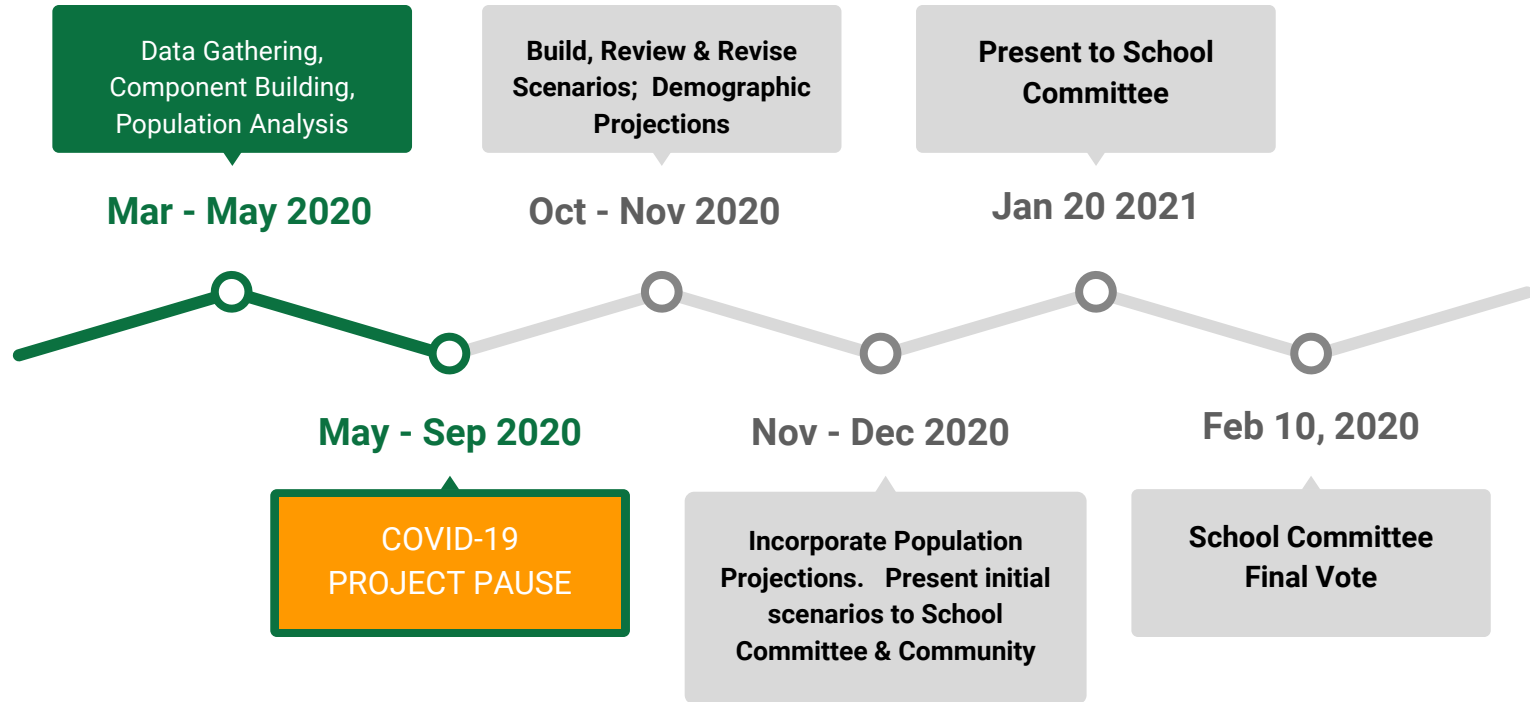 Data Gathering,
Component Building,
Population Analysis
Mar - May 2020
Build, Review & Revise
Scenarios;  Demographic
Projections
Oct - Nov 2020
Present to School
Committee
Jan 20 2021
May - Sep 2020
COVID-19
PROJECT PAUSE
Nov - Dec 2020
Incorporate Population
Projections.   Present initial
scenarios to School
Committee & Community
Feb 10, 2020
School Committee
Final Vote